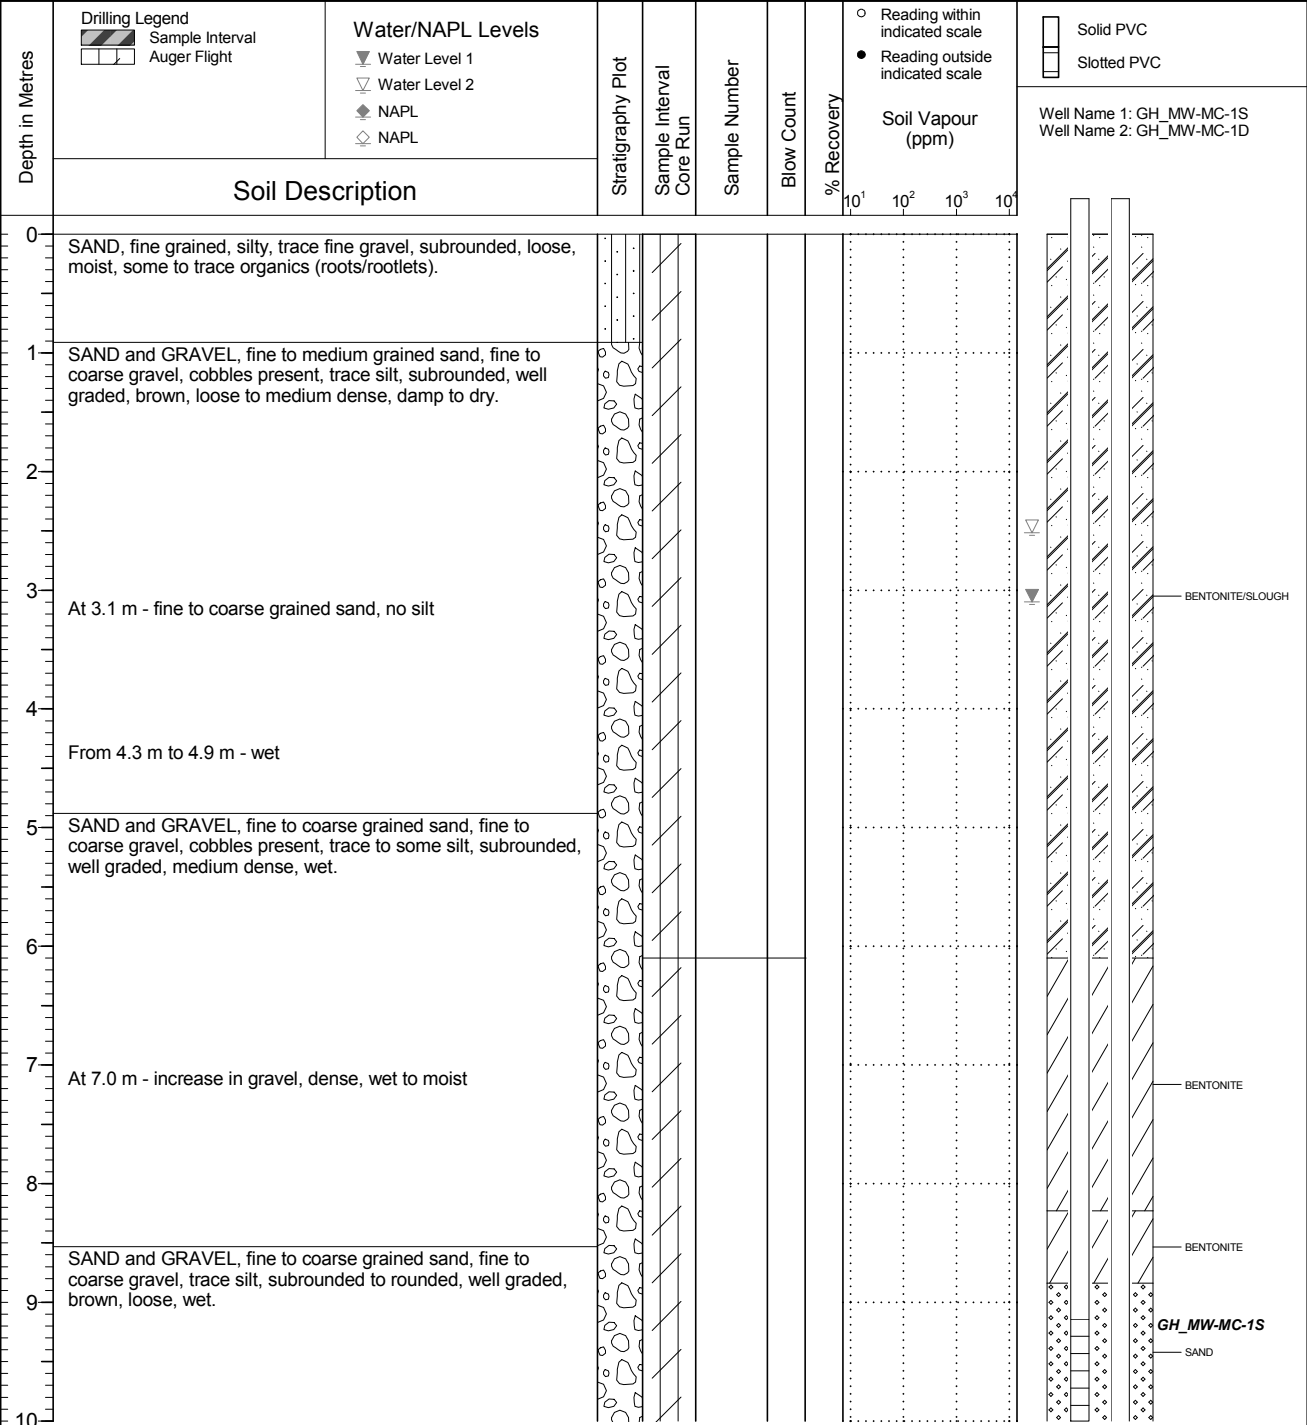 Depth in Metres
Drilling Legend
Sample Interval
Auger Flight
Water/NAPL Levels
Water Level 1
Water Level 2
NAPL
NAPL
Soil Description
Stratigraphy Plot
Sample Interval
Core Run
Sample Number
Blow Count
% Recovery
Reading within
indicated scale
Reading outside
indicated scale
Soil Vapour
(ppm)
10¹ 10² 10³ 10⁴
Solid PVC
Slotted PVC
Well Name 1: GH_MW-MC-1S
Well Name 2: GH_MW-MC-1D
0
SAND, fine grained, silty, trace fine gravel, subrounded, loose,
moist, some to trace organics (roots/rootlets).
1
SAND and GRAVEL, fine to medium grained sand, fine to
coarse gravel, cobbles present, trace silt, subrounded, well
graded, brown, loose to medium dense, damp to dry.
2
3
BENTONITE/SLOUGH
At 3.1 m - fine to coarse grained sand, no silt
4
From 4.3 m to 4.9 m - wet
5
SAND and GRAVEL, fine to coarse grained sand, fine to
coarse gravel, cobbles present, trace to some silt, subrounded,
well graded, medium dense, wet.
6
7
At 7.0 m - increase in gravel, dense, wet to moist
BENTONITE
8
BENTONITE
SAND and GRAVEL, fine to coarse grained sand, fine to
coarse gravel, trace silt, subrounded to rounded, well graded,
brown, loose, wet.
9
GH_MW-MC-1S
SAND
10